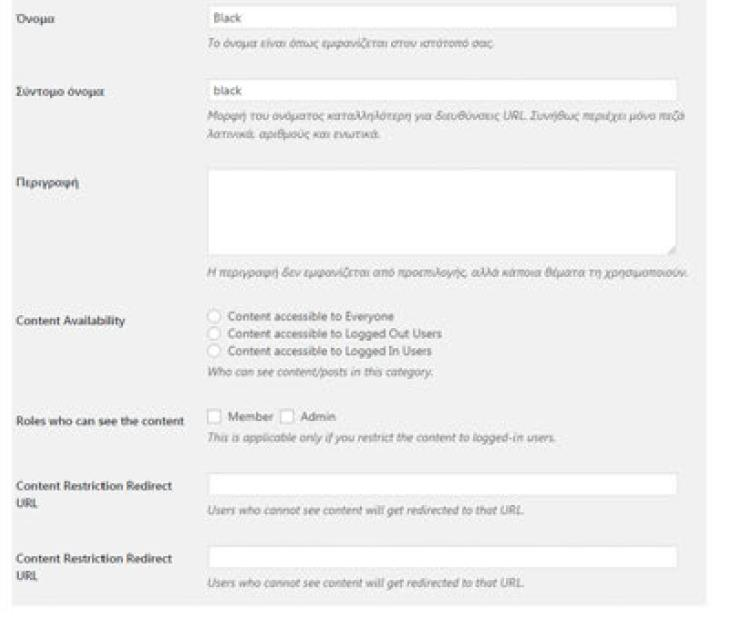 Όνομα
Black
Το όνομα είναι όπως εμφανίζεται στον ιστότοπό σας.
Σύντομο όνομα
black
Μορφή του ονόματος καταλληλότερη για διευθύνσεις URL. Συνήθως περιέχει μόνο πεζά
λατινικά, αριθμούς και ενωτικά.
Περιγραφή
Η περιγραφή δεν εμφανίζεται από προεπιλογής, αλλά κάποια θέματα τη χρησιμοποιούν.
Content Availability
Content accessible to Everyone
Content accessible to Logged Out Users
Content accessible to Logged In Users
Who can see content/posts in this category.
Roles who can see the content
Member Admin
This is applicable only if you restrict the content to logged-in users.
Content Restriction Redirect
URL
Users who cannot see content will get redirected to that URL.
Content Restriction Redirect
URL
Users who cannot see content will get redirected to that URL.